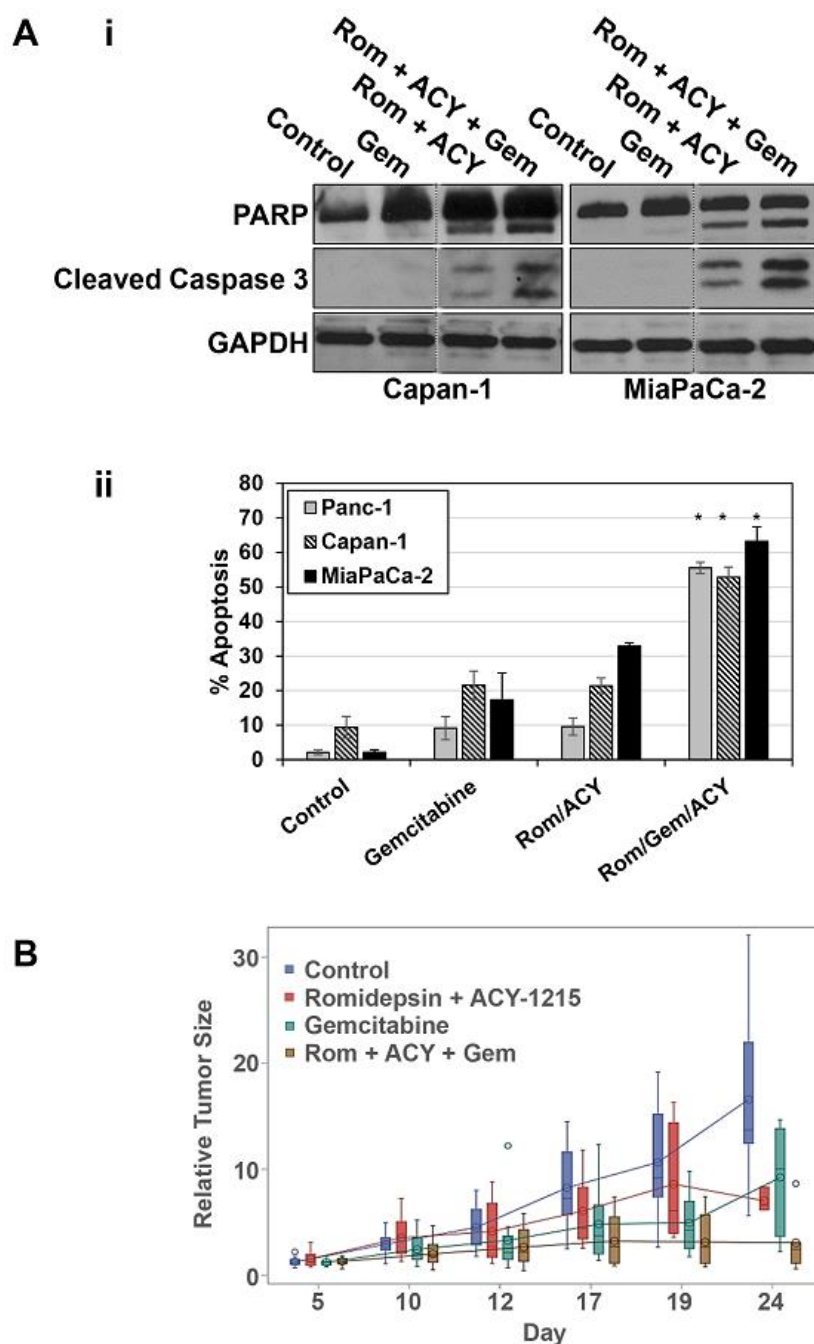 A i
Control
Gem
Rom + ACY
Rom + ACY + Gem
Control
Gem
Rom + ACY
Rom + ACY + Gem
PARP
Cleaved Caspase 3
GAPDH
Capan-1 MiaPaCa-2
ii
80
70
60
50
40
30
20
10
0
% Apoptosis
Panc-1
Capan-1
MiaPaCa-2
* * *
Control
Gemcitabine
Rom/ACY
Rom/Gem/ACY
B
30
20
10
0
Relative Tumor Size
Control
Romidepsin + ACY-1215
Gemcitabine
Rom + ACY + Gem
5 10 12 17 19 24
Day